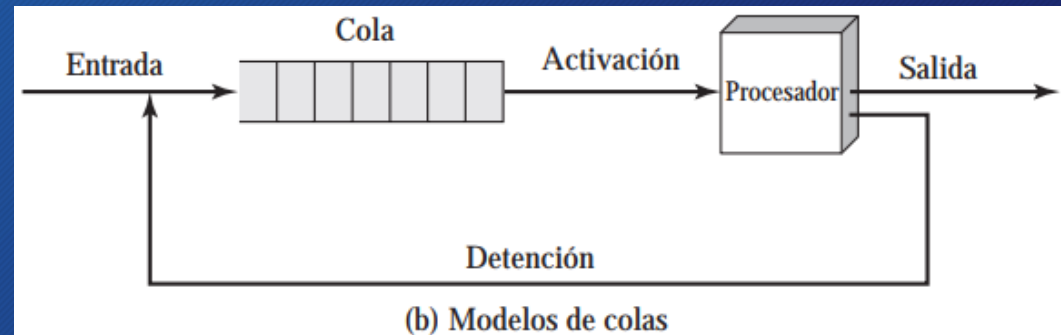 Cola
Entrada
Activación
Procesador
Salida
Detención
(b) Modelos de colas